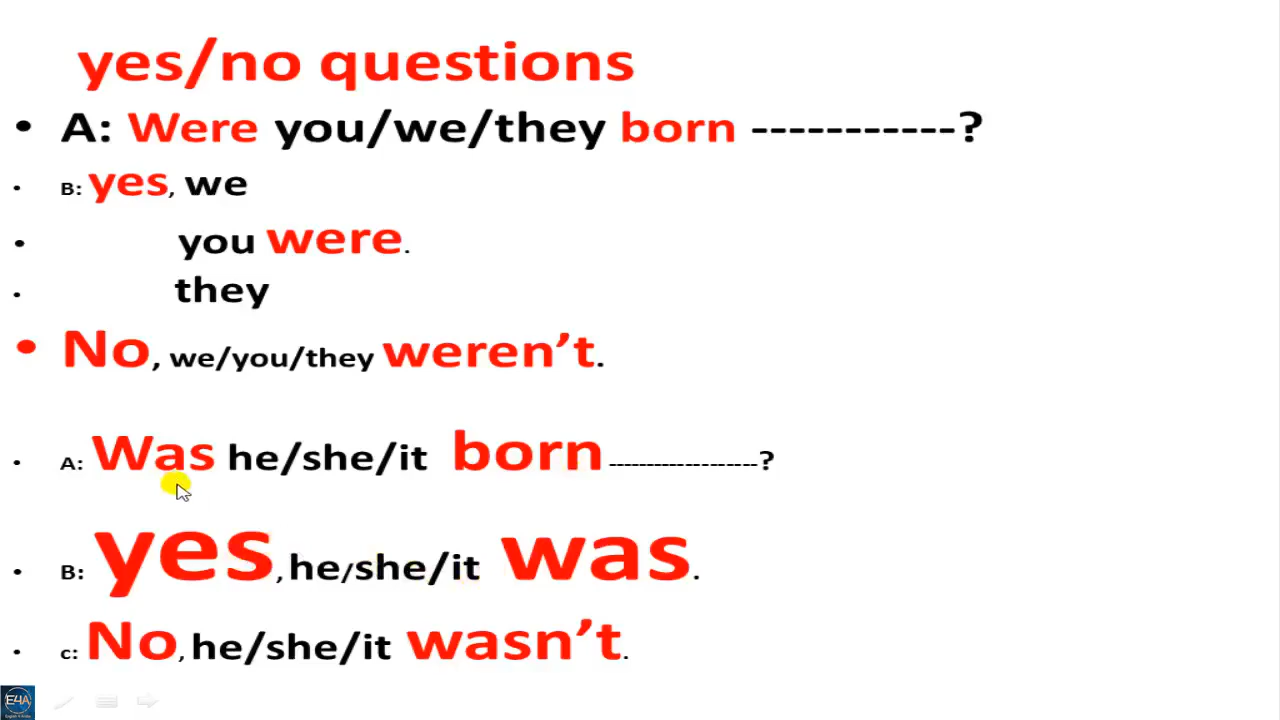 yes/no questions
• A: Were you/we/they born -----------?
• B: yes, we
• you were.
• they
• No, we/you/they weren't.
• A: Was he/she/it born -------------------?
• B: yes, he/she/it was.
• c: No, he/she/it wasn't.
E4A